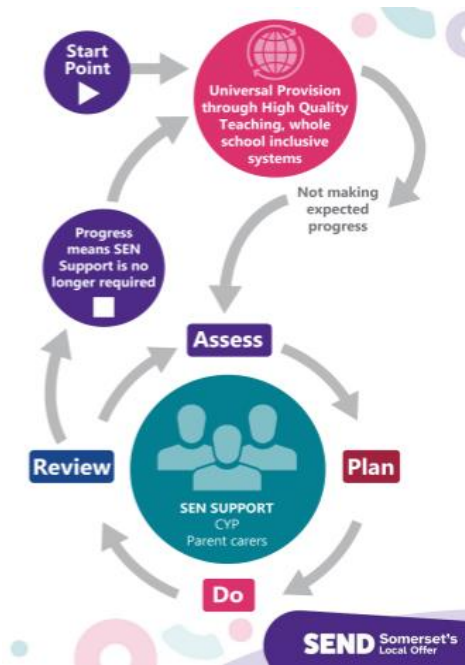 Start
Point
Universal Provision
through High Quality
Teaching, whole
school inclusive
systems
Not making
expected
progress
Progress
means SEN
Support is no
longer required
Assess
Review
Plan
SEN SUPPORT
CYP
Parent carers
Do
SEND Somerset's
Local Offer